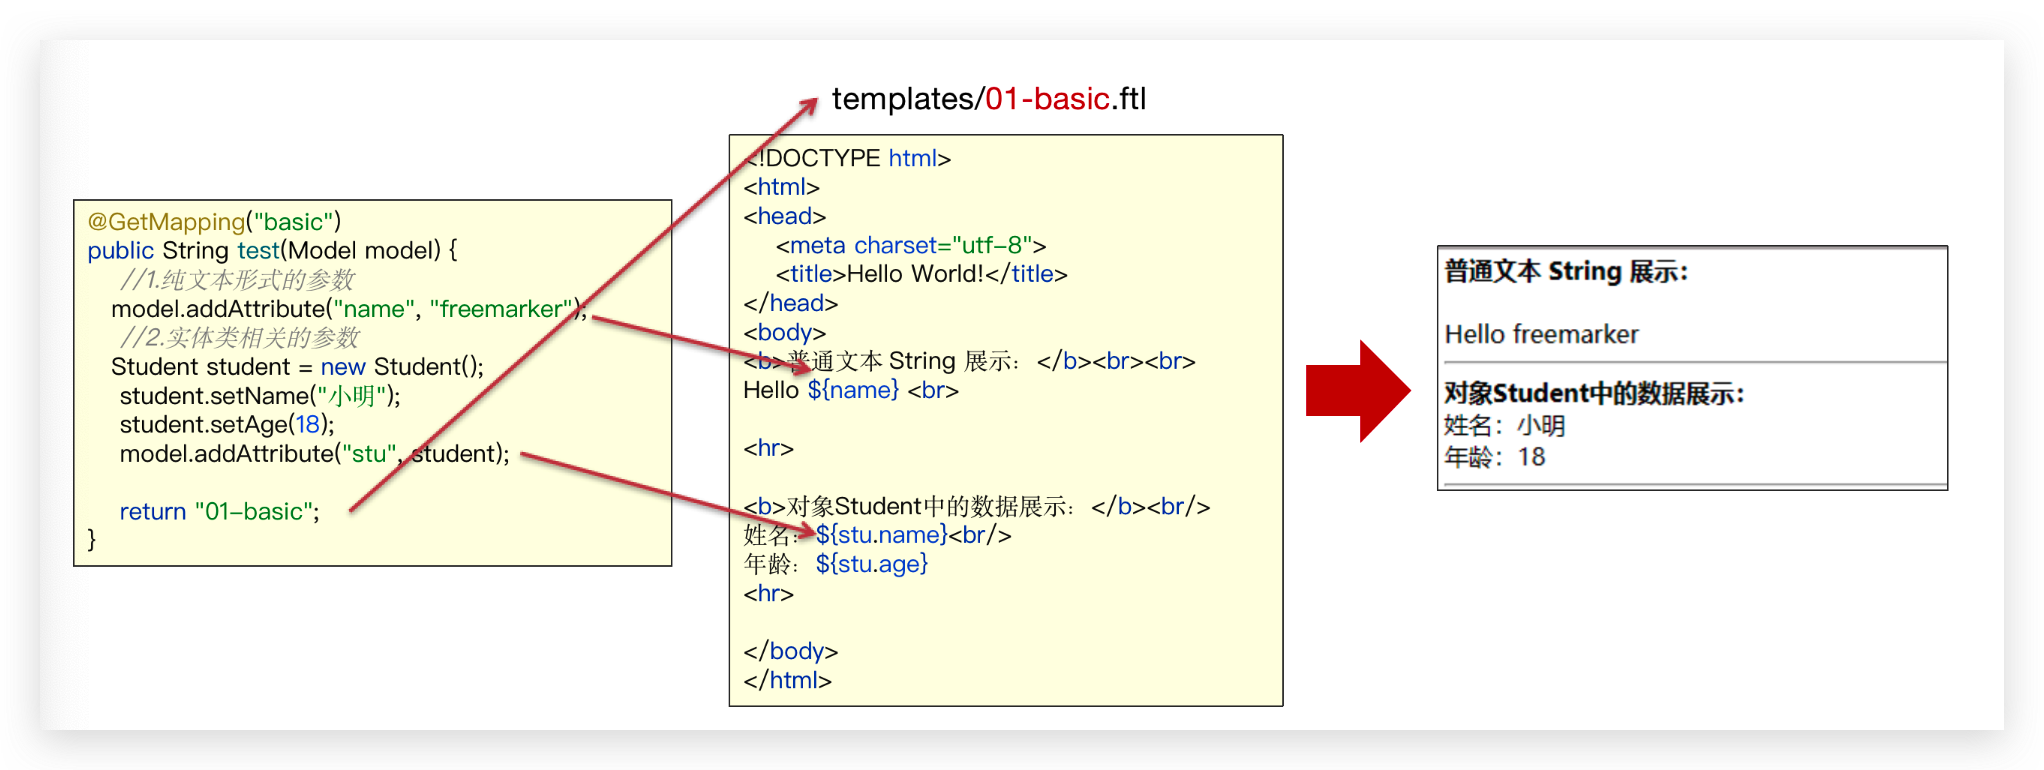 templates/01-basic.ftl
@GetMapping("basic")
public String test(Model model) {
//1.纯文本形式的参数
model.addAttribute("name", "freemarker");
//2.实体类相关的参数
Student student = new Student();
student.setName("小明");
student.setAge(18);
model.addAttribute("stu", student);
return "01-basic";
}
<!DOCTYPE html>
<html>
<head>
<meta charset="utf-8">
<title>Hello World!</title>
</head>
<body>
<b>普通文本 String 展示：</b><br><br>
Hello ${name} <br>
<hr>
<b>对象Student中的数据展示：</b><br/>
姓名：${stu.name}<br/>
年龄：${stu.age}
<hr>
</body>
</html>
普通文本 String 展示：
Hello freemarker
对象Student中的数据展示：
姓名：小明
年龄：18